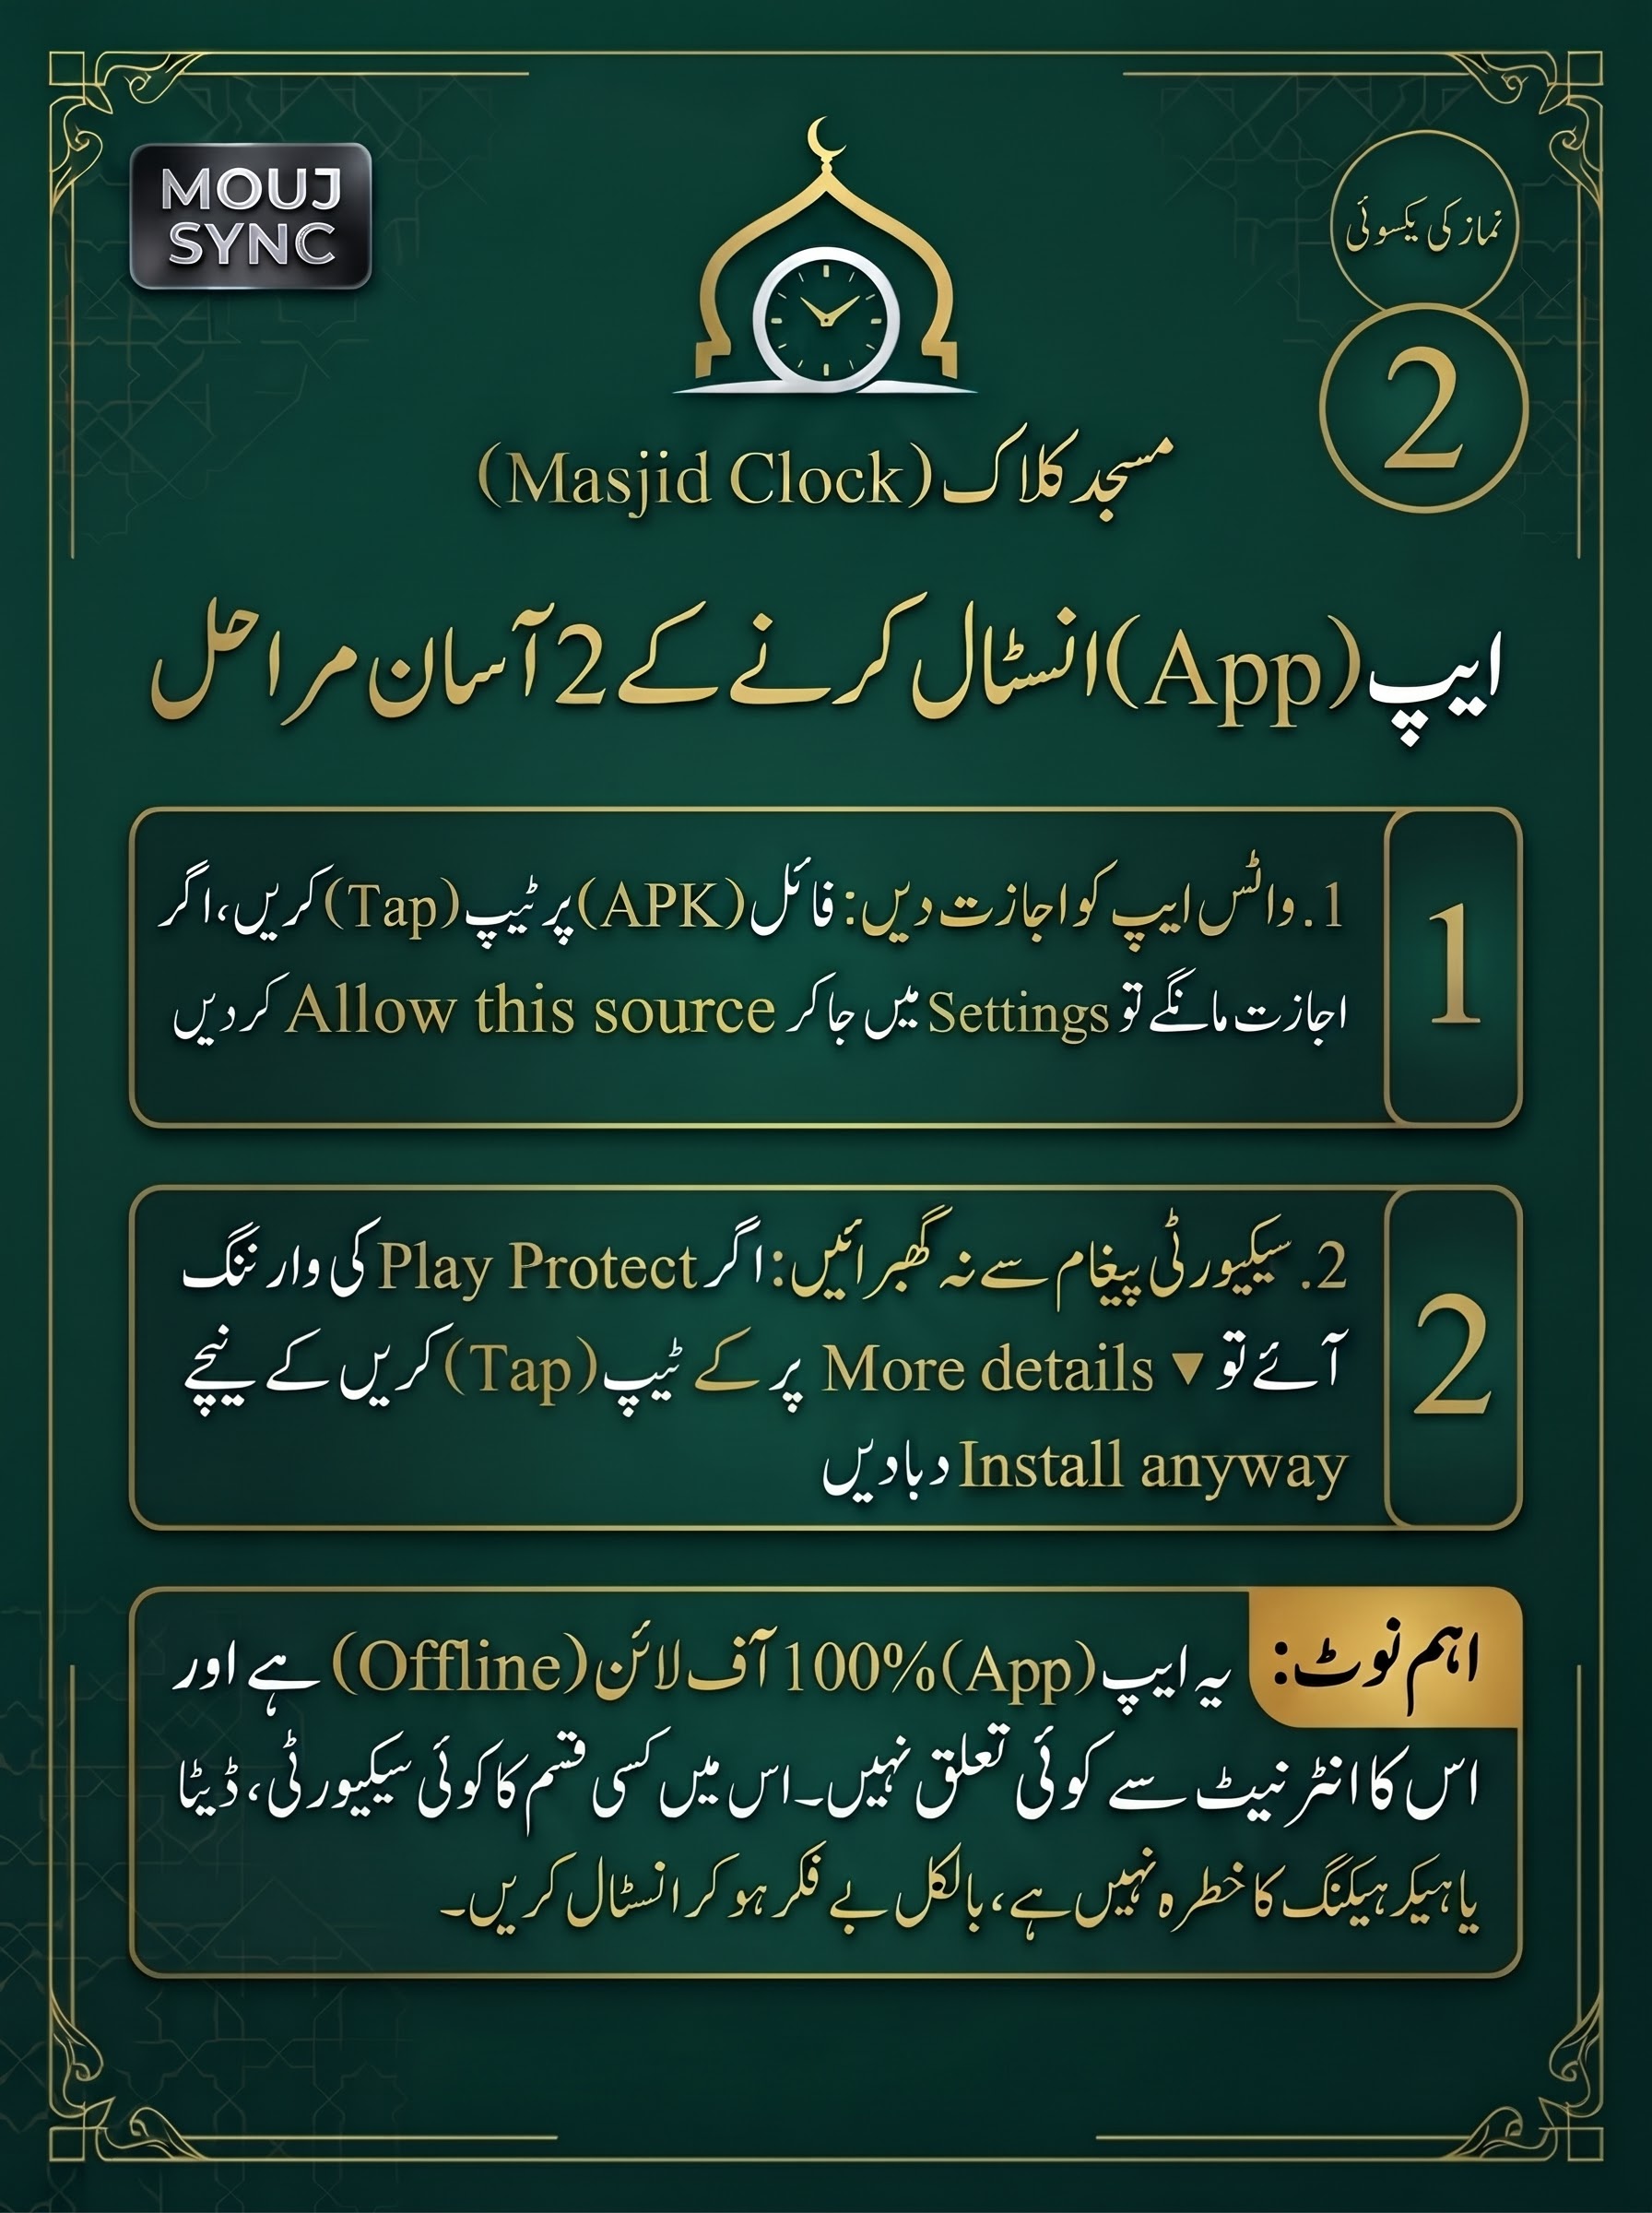 MOUJ
SYNC
نماز کی یکسوئی
2
مسجد کلاک (Masjid Clock)
ایپ (App) انسٹال کرنے کے 2 آسان مراحل
1
1. واٹس ایپ کو اجازت دیں: فائل (APK) پر ٹیپ (Tap) کریں، اگر
اجازت مانگے تو Settings میں جا کر Allow this source کر دیں
2
2. سیکیورٹی پیغام سے نہ گھبرائیں: اگر Play Protect کی وارننگ
آئے تو ▼ More details پر کے ٹیپ (Tap) کریں کے نیچے
Install anyway دبا دیں
اہم نوٹ:
یہ ایپ (App) 100% آف لائن (Offline) ہے اور
اس کا انٹرنیٹ سے کوئی تعلق نہیں۔ اس میں کسی قسم کا کوئی سیکیورٹی، ڈیٹا
یا ہیکر ہیکنگ کا خطرہ نہیں ہے، بالکل بے فکر ہو کر انسٹال کریں۔